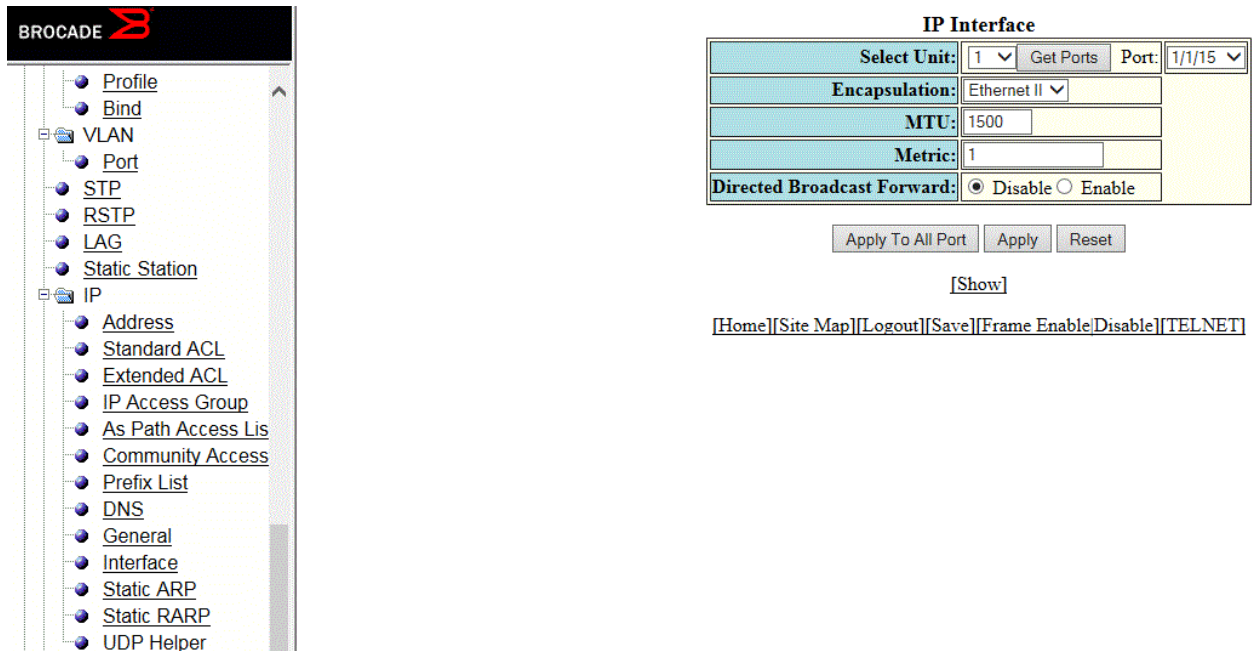 BROCADE
Profile
Bind
VLAN
Port
STP
RSTP
LAG
Static Station
IP
Address
Standard ACL
Extended ACL
IP Access Group
As Path Access Lis
Community Access
Prefix List
DNS
General
Interface
Static ARP
Static RARP
UDP Helper
IP Interface
Select Unit: 1 Get Ports Port: 1/1/15
Encapsulation: Ethernet II
MTU: 1500
Metric: 1
Directed Broadcast Forward: Disable Enable
Apply To All Port Apply Reset
[Show]
[Home][Site Map][Logout][Save][Frame Enable|Disable][TELNET]